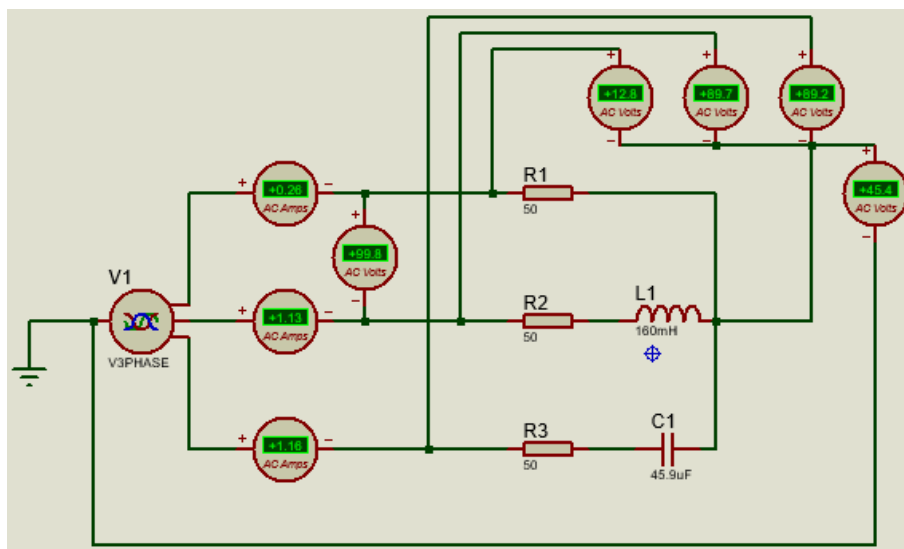 +12.8
AC Volts
+89.7
AC Volts
+89.2
AC Volts
+
+
+
−
−
−
+
+45.4
AC Volts
−
+
+0.26
AC Amps
−
R1
50
+
+99.8
AC Volts
−
V1
V3PHASE
+
+1.13
AC Amps
−
R2
50
L1
160mH
+
+1.16
AC Amps
−
R3
50
C1
45.9uF